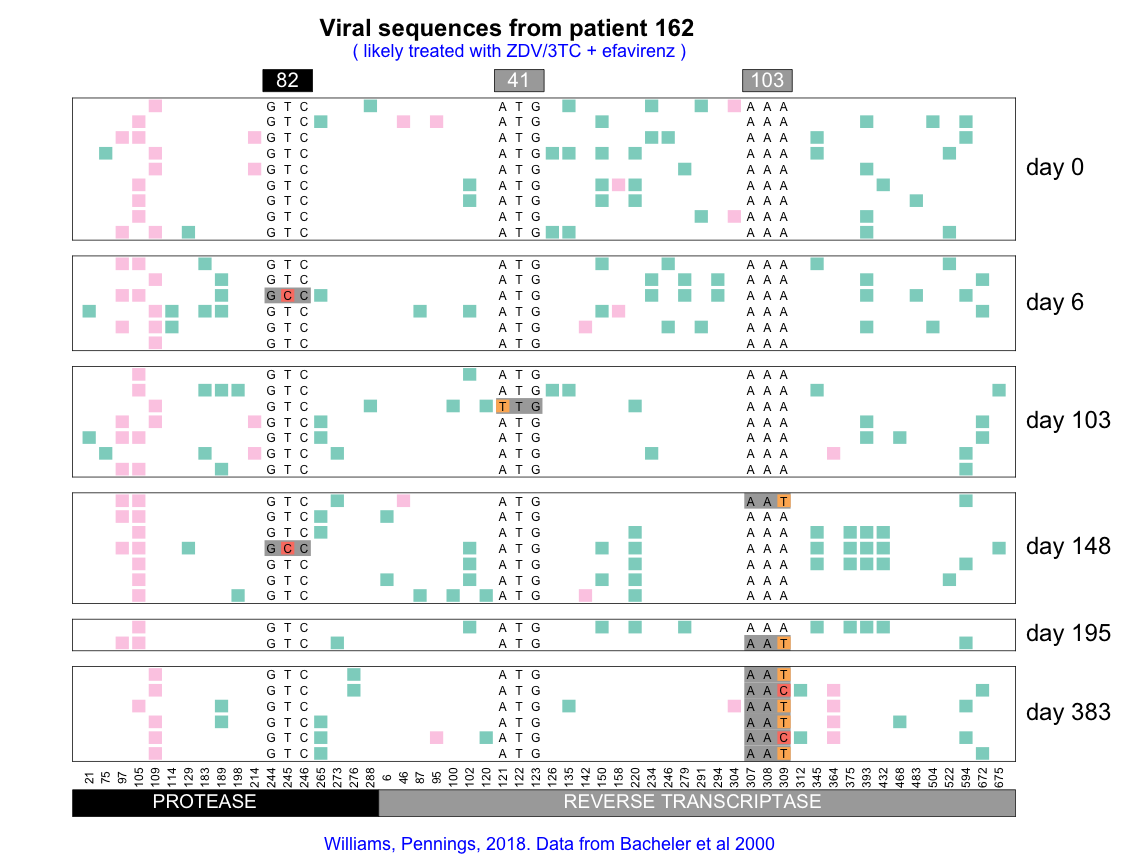 Viral sequences from patient 162
( likely treated with ZDV/3TC + efavirenz )
82 41 103
G T C A T G A A A
G T C A T G A A A
G T C A T G A A A
G T C A T G A A A
G T C A T G A A A
G T C A T G A A A
G T C A T G A A A
G T C A T G A A A
G T C A T G A A A
day 0
G T C A T G A A A
G T C A T G A A A
G C C A T G A A A
G T C A T G A A A
G T C A T G A A A
G T C A T G A A A
day 6
G T C A T G A A A
G T C A T G A A A
G T C T T G A A A
G T C A T G A A A
G T C A T G A A A
G T C A T G A A A
G T C A T G A A A
day 103
G T C A T G A A T
G T C A T G A A A
G T C A T G A A A
G C C A T G A A A
G T C A T G A A A
G T C A T G A A A
G T C A T G A A A
day 148
G T C A T G A A A
G T C A T G A A T
day 195
G T C A T G A A T
G T C A T G A A C
G T C A T G A A T
G T C A T G A A T
G T C A T G A A C
G T C A T G A A T
day 383
21 75 97 105 109 114 129 183 189 198 214 244 245 246 265 273 276 288 6 46 87 95 100 102 120 121 122 123 126 135 142 150 158 220 234 246 279 291 294 304 307 308 309 312 345 364 375 393 432 468 483 504 522 594 672 675
PROTEASE REVERSE TRANSCRIPTASE
Williams, Pennings, 2018. Data from Bacheler et al 2000